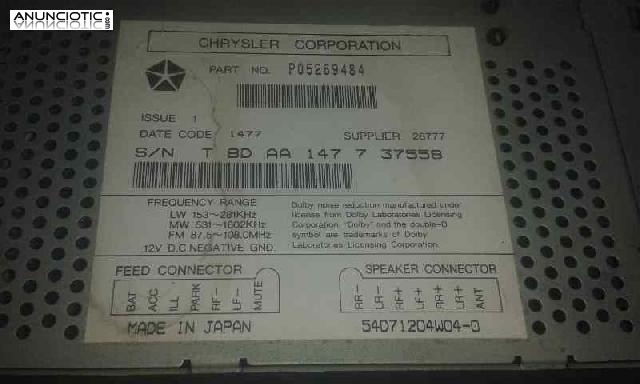 ANUNCIOTIC.es
CHRYSLER CORPORATION
PART NO. P05269484
ISSUE 1
DATE CODE 1477 SUPPLIER 26777
S/N T BD AA 147 7 37558
FREQUENCY RANGE
LW 153~281KHz
MW 531~1602KHz
FM 87.5~108.0MHz
12V D.C NEGATIVE GND.
Dolby noise reduction manufactured under
license from Dolby Laboratories Licensing
Corporation. "Dolby" and the double-D
symbol are trademarks of Dolby
Laboratories Licensing Corporation.
FEED CONNECTOR
BAT ACC ILL PARK RF- LF- MUTE
SPEAKER CONNECTOR
RR- LR- RF+ LF+ RR+ LR+ ANT
MADE IN JAPAN 54071204W04-0